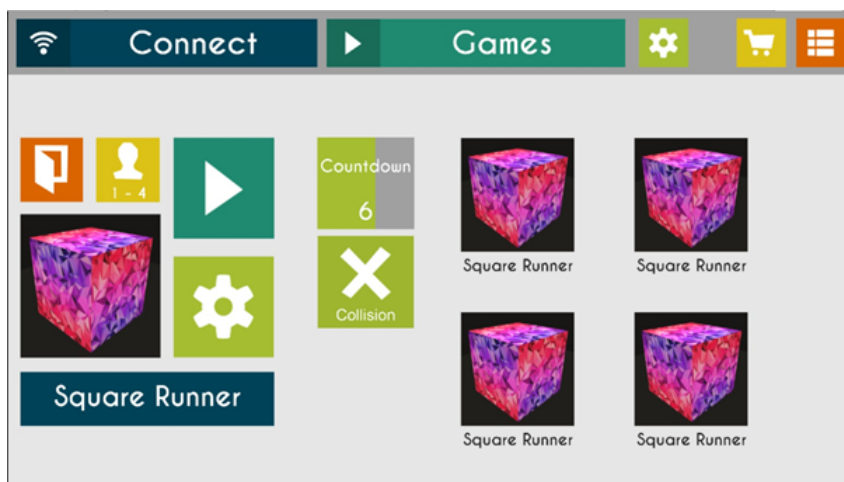 Connect
Games
1 - 4
Square Runner
Countdown
6
Collision
Square Runner
Square Runner
Square Runner
Square Runner